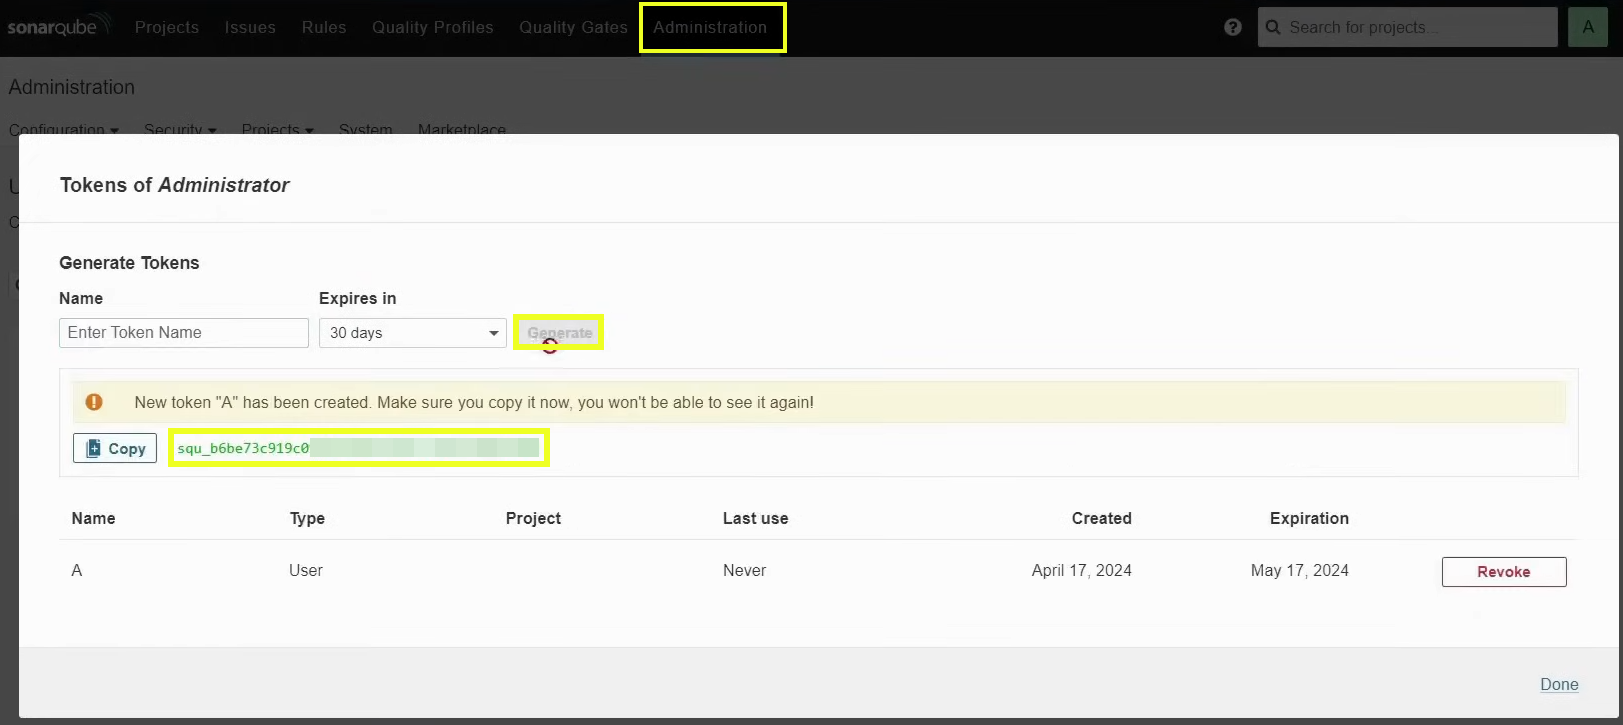 sonarqube Projects Issues Rules Quality Profiles Quality Gates Administration ? Search for projects... A
Administration
Configuration Security Projects System Marketplace
Tokens of Administrator
Generate Tokens
Name Expires in
Enter Token Name 30 days Generate
New token "A" has been created. Make sure you copy it now, you won't be able to see it again!
Copy squ_b6be73c919c0
Name Type Project Last use Created Expiration
A User Never April 17, 2024 May 17, 2024 Revoke
Done